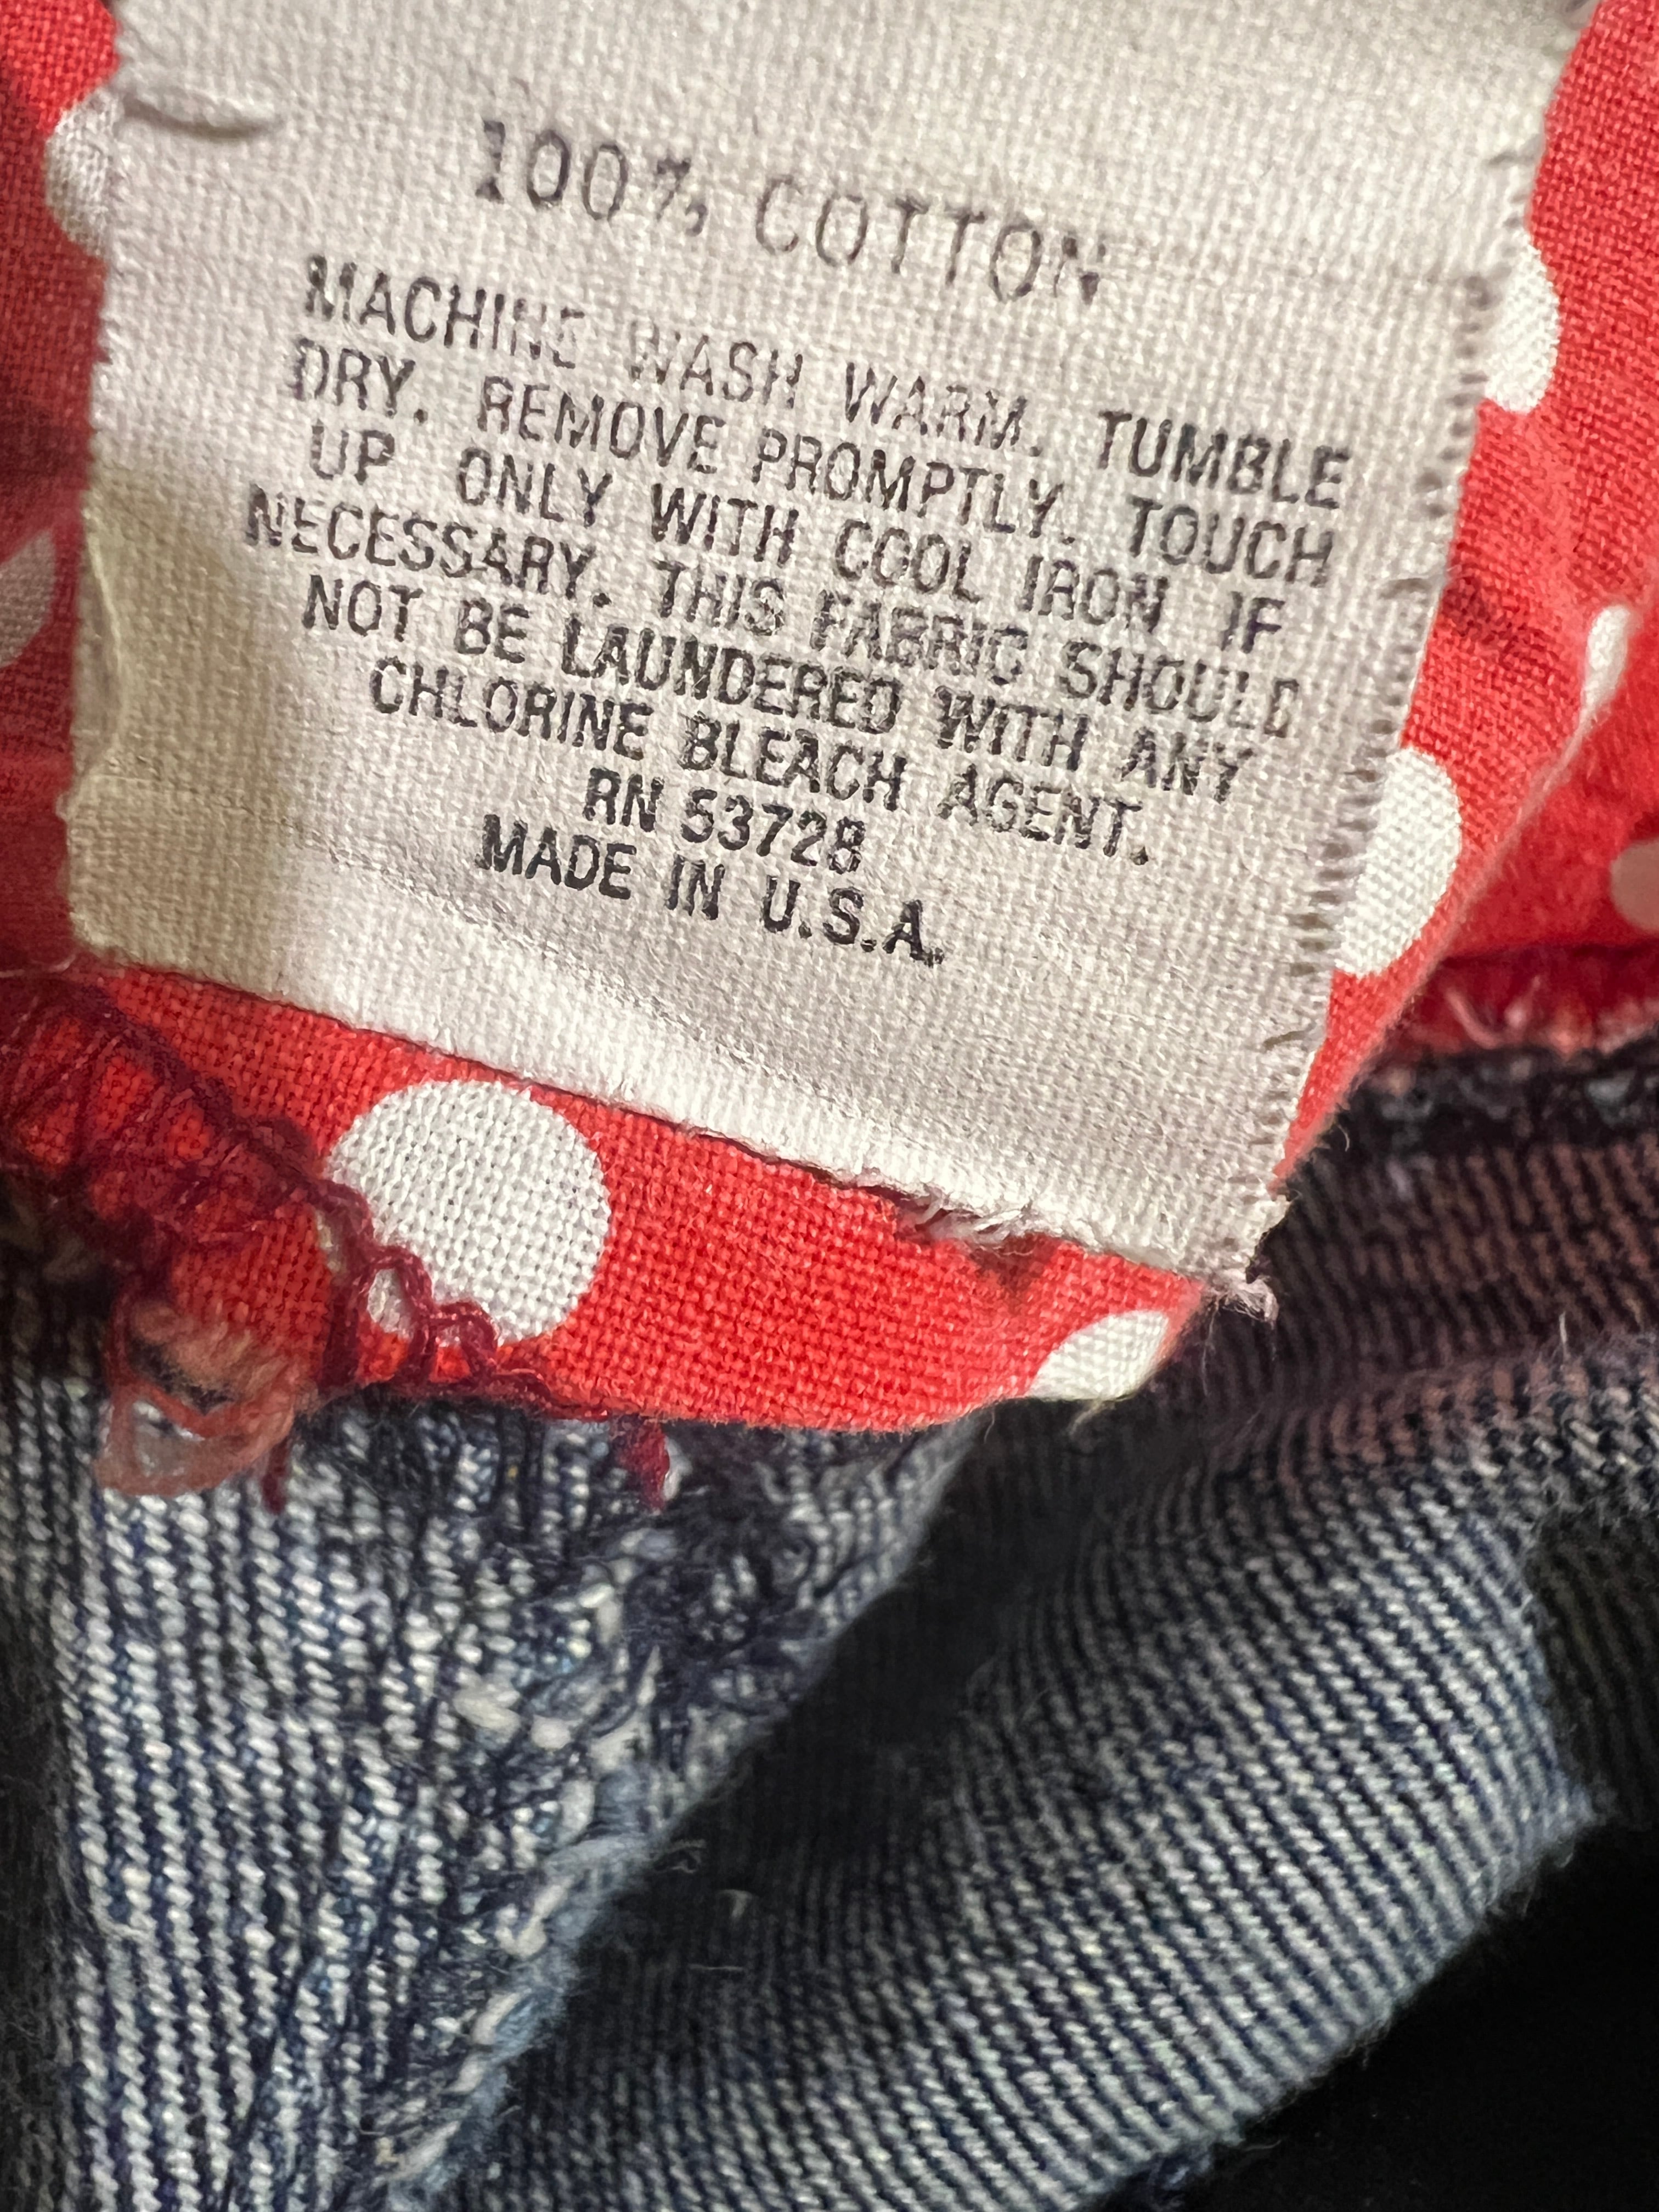 100% COTTON
MACHINE WASH WARM. TUMBLE
DRY. REMOVE PROMPTLY. TOUCH
UP ONLY WITH COOL IRON IF
NECESSARY. THIS FABRIC SHOULD
NOT BE LAUNDERED WITH ANY
CHLORINE BLEACH AGENT.
RN 53728
MADE IN U.S.A.